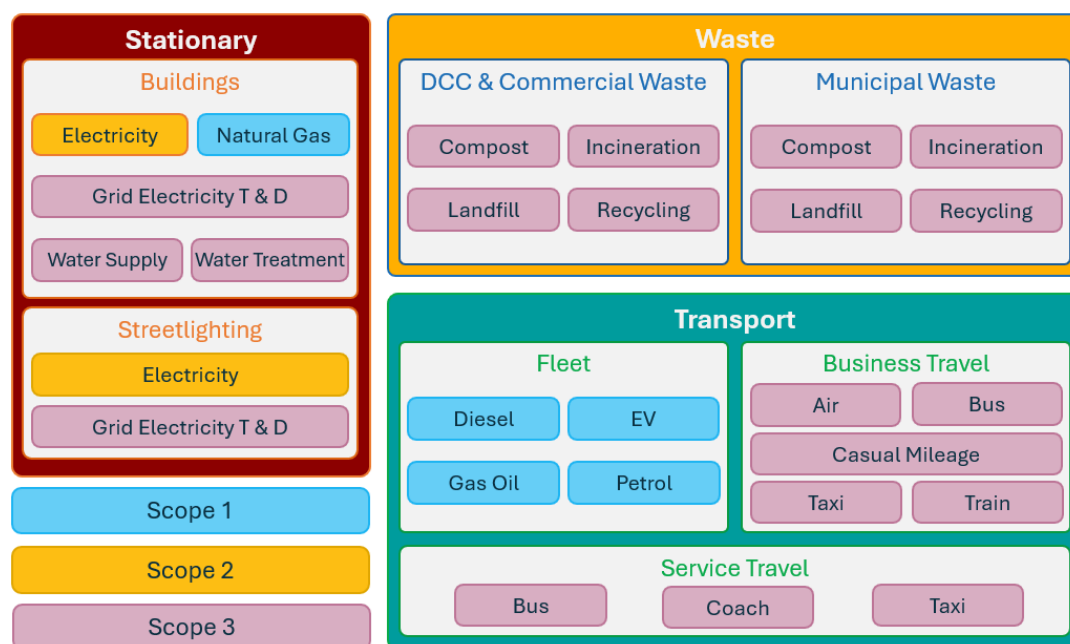 Stationary
Buildings
Electricity
Natural Gas
Grid Electricity T & D
Water Supply
Water Treatment
Streetlighting
Electricity
Grid Electricity T & D
Scope 1
Scope 2
Scope 3
Waste
DCC & Commercial Waste
Compost
Incineration
Landfill
Recycling
Municipal Waste
Compost
Incineration
Landfill
Recycling
Transport
Fleet
Diesel
EV
Gas Oil
Petrol
Business Travel
Air
Bus
Casual Mileage
Taxi
Train
Service Travel
Bus
Coach
Taxi